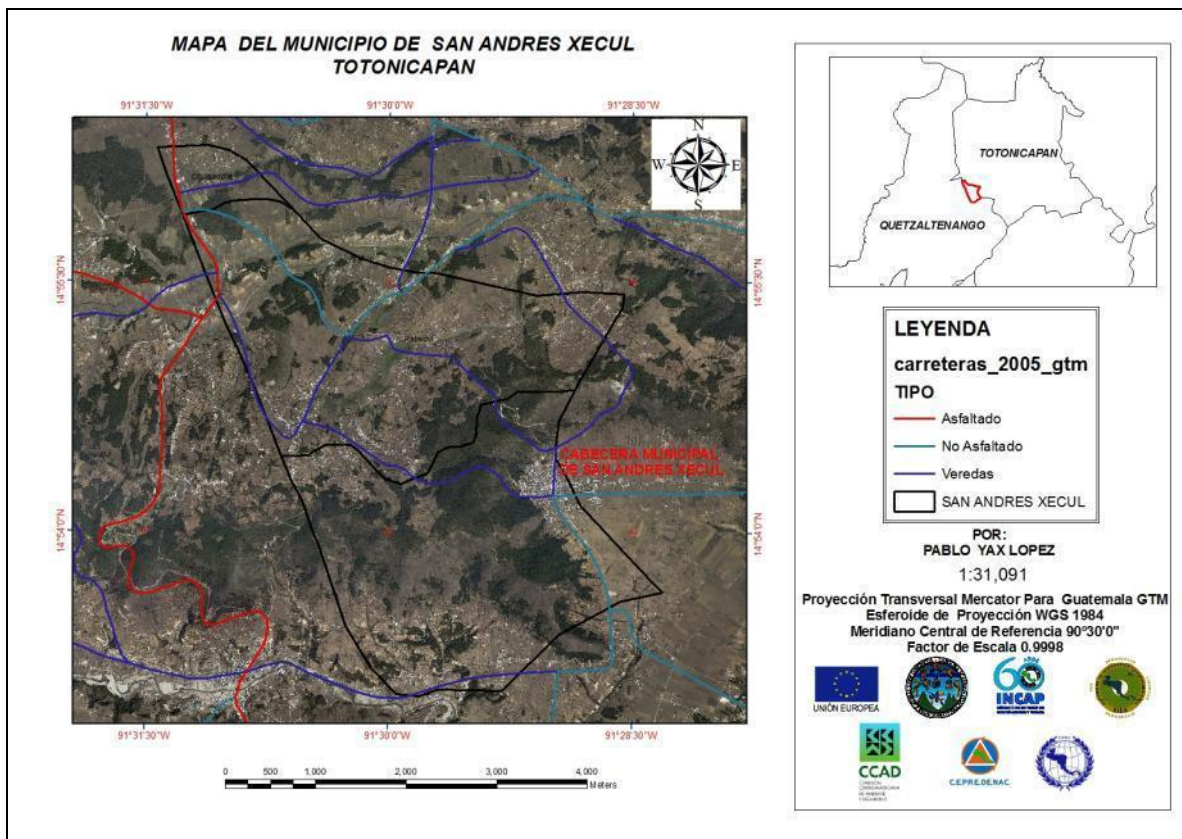 MAPA DEL MUNICIPIO DE SAN ANDRES XECUL
TOTONICAPAN
91°31'30"W
91°30'0"W
91°28'30"W
14°55'30"N
14°55'30"N
14°54'0"N
14°54'0"N
N
W
E
S
CABECERA MUNICIPAL
DE SAN ANDRES XECUL
91°31'30"W
91°30'0"W
91°28'30"W
0 500 1,000 2,000 3,000 4,000
Meters
TOTONICAPAN
QUETZALTENANGO
LEYENDA
carreteras_2005_gtm
TIPO
Asfaltado
No Asfaltado
Veredas
SAN ANDRES XECUL
POR:
PABLO YAX LOPEZ
1:31,091
Proyección Transversal Mercator Para Guatemala GTM
Esferoide de Proyección WGS 1984
Meridiano Central de Referencia 90°30'0"
Factor de Escala 0.9998
UNIÓN EUROPEA
60 AÑOS
INCAP
CCAD
C.E.P.R.E.D.E.N.A.C.